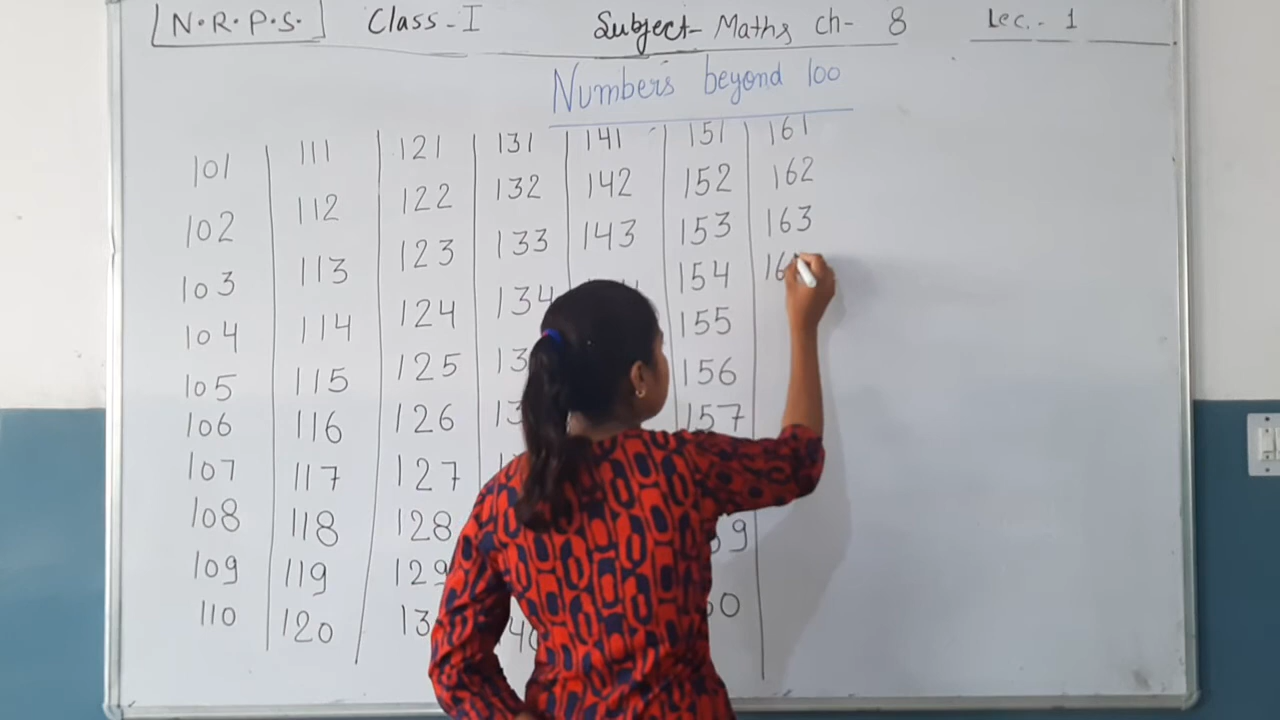 N.R.P.S. Class-I Subject- Maths ch- 8 Lec.- 1
Numbers beyond 100
101 111 121 131 141 151 161
102 112 122 132 142 152 162
103 113 123 133 143 153 163
104 114 124 134 154
105 115 125 155
106 116 126 156
107 117 127 157
108 118 128
109 119 129
110 120